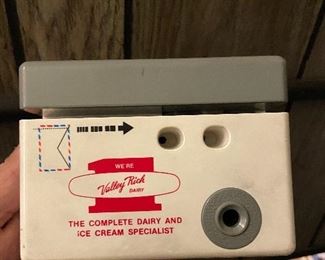 WE'RE
Valley Rich
DAIRY
THE COMPLETE DAIRY AND
ICE CREAM SPECIALIST